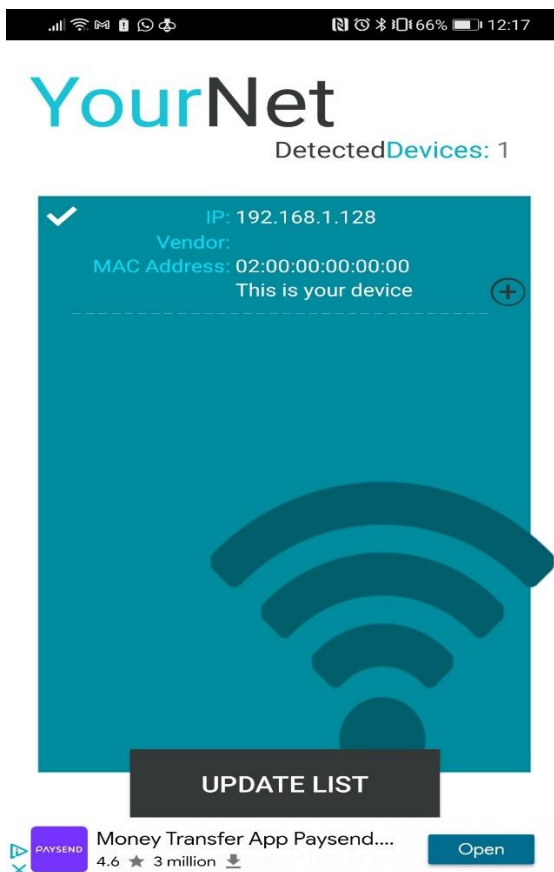 66% 12:17
YourNet
DetectedDevices: 1
IP: 192.168.1.128
Vendor:
MAC Address: 02:00:00:00:00:00
This is your device
UPDATE LIST
PAYSEND
Money Transfer App Paysend....
4.6 ★ 3 million
Open